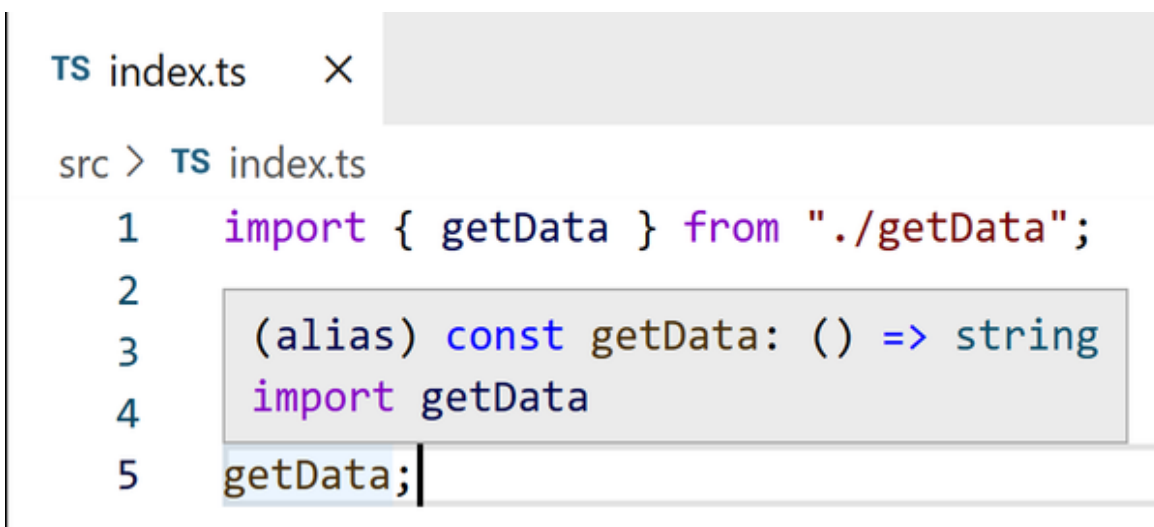 TS index.ts ×
src > TS index.ts
1 import { getData } from "./getData";
2
(alias) const getData: () => string
3
import getData
4
5 getData;